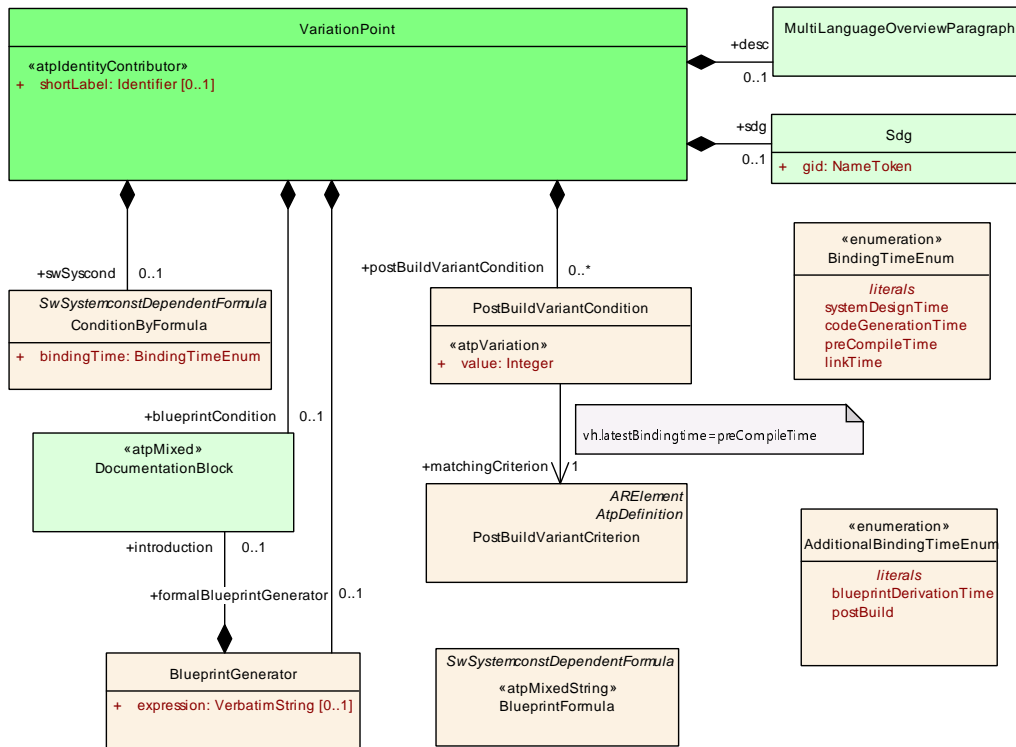 VariationPoint
«atpIdentityContributor»
+ shortLabel: Identifier [0..1]
MultiLanguageOverviewParagraph
+desc
0..1
+sdg
0..1
Sdg
+ gid: NameToken
+swSyscond
0..1
SwSystemconstDependentFormula
ConditionByFormula
+ bindingTime: BindingTimeEnum
+postBuildVariantCondition
0..*
PostBuildVariantCondition
«atpVariation»
+ value: Integer
«enumeration»
BindingTimeEnum
literals
systemDesignTime
codeGenerationTime
preCompileTime
linkTime
+blueprintCondition
0..1
«atpMixed»
DocumentationBlock
vh.latestBindingtime=preCompileTime
+matchingCriterion
1
ARElement
AtpDefinition
PostBuildVariantCriterion
+introduction
0..1
+formalBlueprintGenerator
0..1
BlueprintGenerator
+ expression: VerbatimString [0..1]
SwSystemconstDependentFormula
«atpMixedString»
BlueprintFormula
«enumeration»
AdditionalBindingTimeEnum
literals
blueprintDerivationTime
postBuild